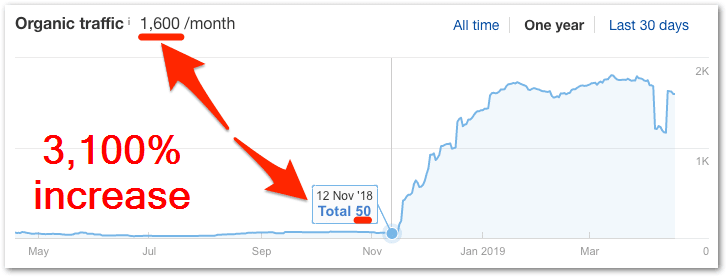 Organic traffic i 1,600 /month
All time One year Last 30 days
2K
3,100%
increase
1K
12 Nov '18
Total 50
May Jul Sep Nov Jan 2019 Mar 0